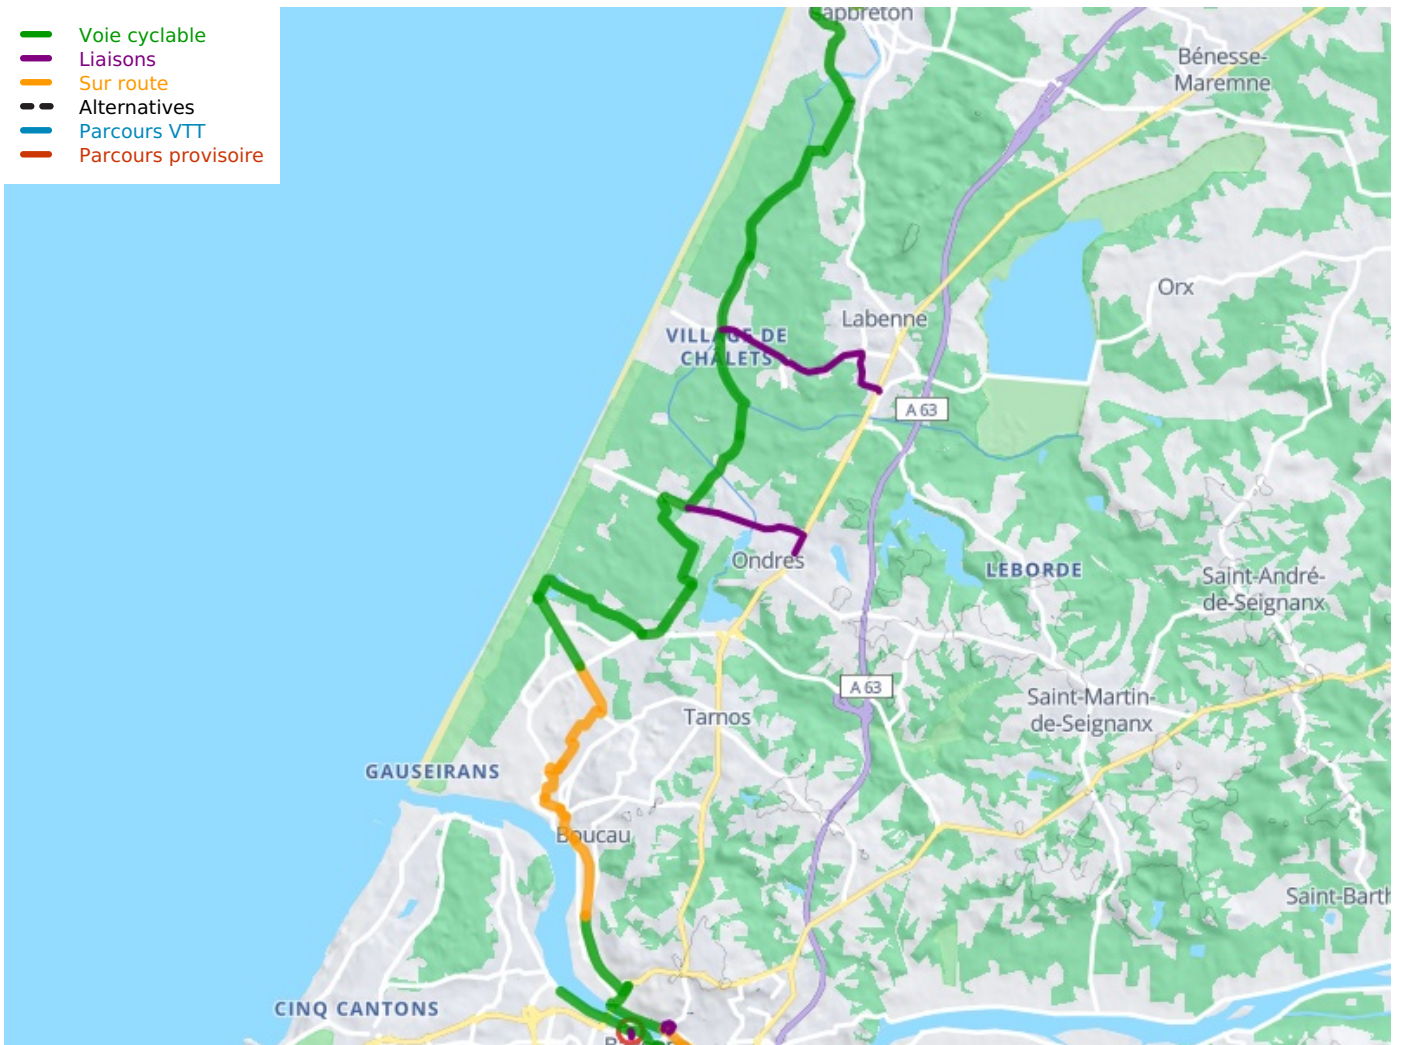 Voie cyclable
Liaisons
Sur route
Alternatives
Parcours VTT
Parcours provisoire
Bénesse-
Maremne
Orx
Labenne
VILLAGE DE
CHALETS
A 63
Ondres
LEBORDE
Saint-André-
de-Seignanx
A 63
Saint-Martin-
de-Seignanx
Tarnos
GAUSEIRANS
Boucau
Saint-Barth
CINQ CANTONS